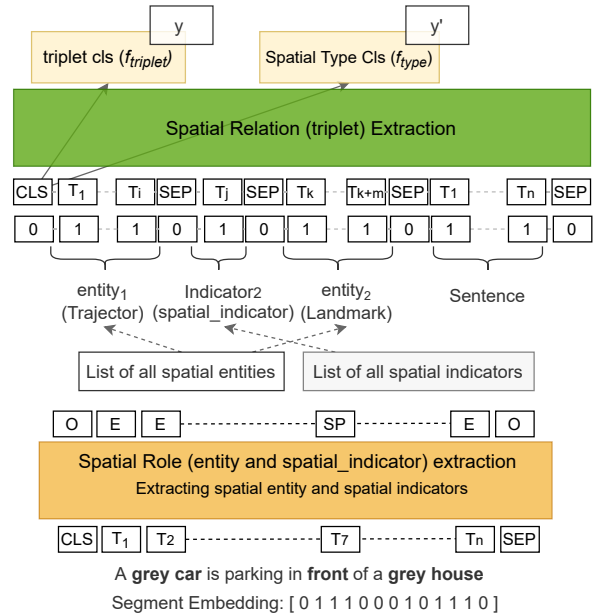 y y'
triplet cls (f_triplet) Spatial Type Cls (f_type)
Spatial Relation (triplet) Extraction
CLS T1 Ti SEP Tj SEP Tk Tk+m SEP T1 Tn SEP
0 1 1 0 1 0 1 1 0 1 1 0
entity1 Indicator2 entity2 Sentence
(Trajector) (spatial_indicator) (Landmark)
List of all spatial entities List of all spatial indicators
O E E SP E O
Spatial Role (entity and spatial_indicator) extraction
Extracting spatial entity and spatial indicators
CLS T1 T2 T7 Tn SEP
A grey car is parking in front of a grey house
Segment Embedding: [ 0 1 1 1 0 0 0 1 0 1 1 1 0 ]